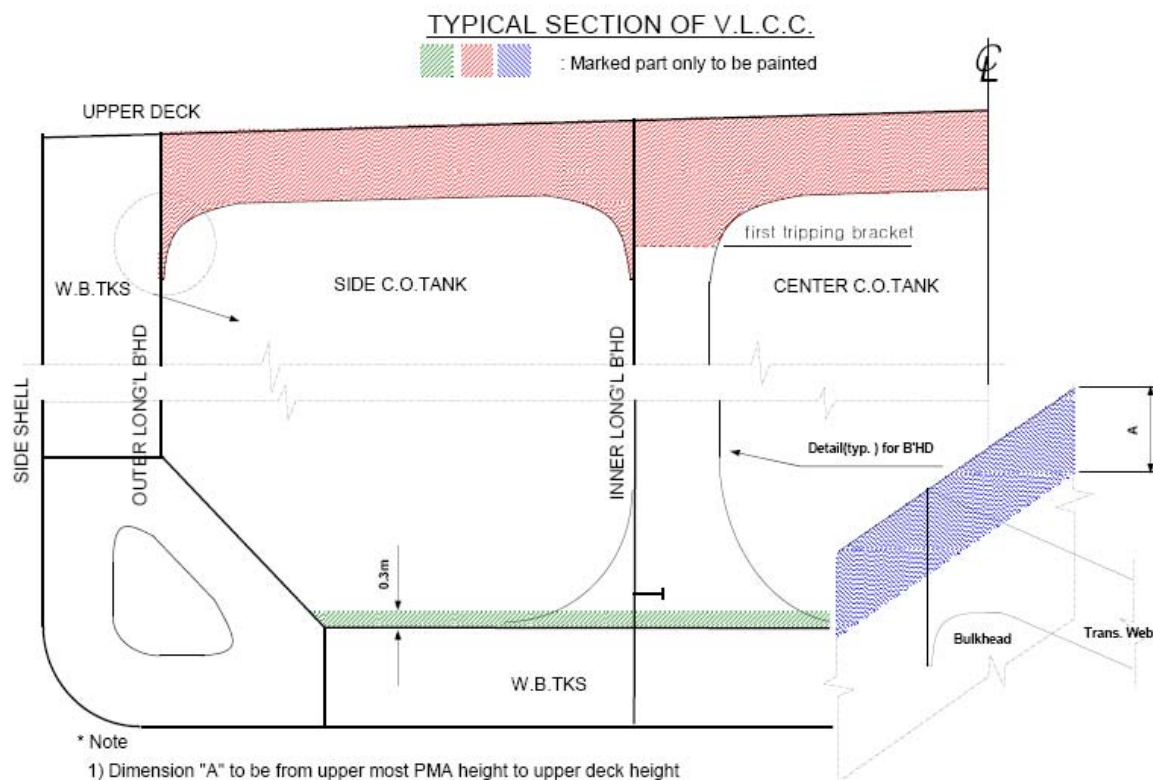 TYPICAL SECTION OF V.L.C.C.
: Marked part only to be painted
CL
UPPER DECK
first tripping bracket
W.B.TKS
SIDE C.O.TANK
CENTER C.O.TANK
SIDE SHELL
OUTER LONG'L B'HD
INNER LONG'L B'HD
A
Detail(typ. ) for B'HD
0.3m
Bulkhead
Trans. Web
W.B.TKS
* Note
1) Dimension "A" to be from upper most PMA height to upper deck height